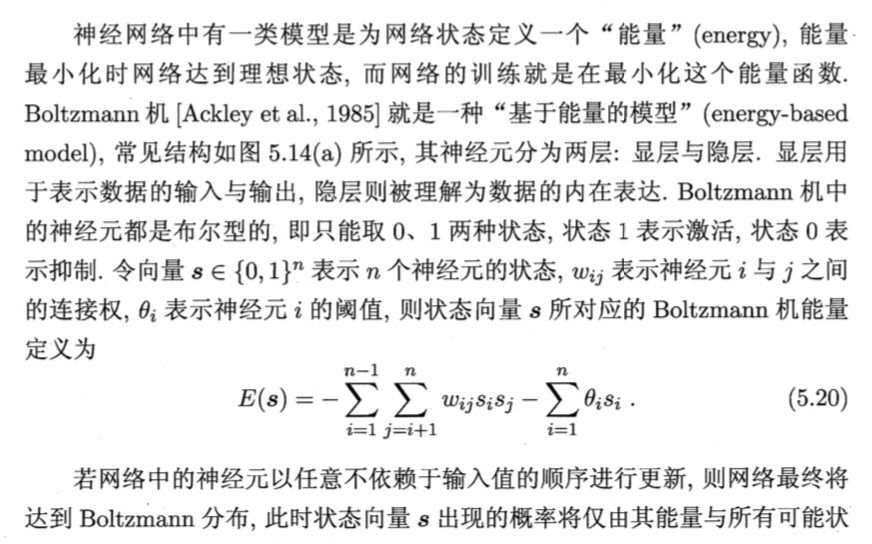 神经网络中有一类模型是为网络状态定义一个“能量”(energy), 能量
最小化时网络达到理想状态, 而网络的训练就是在最小化这个能量函数.
Boltzmann 机 [Ackley et al., 1985] 就是一种“基于能量的模型”(energy-based
model), 常见结构如图 5.14(a) 所示, 其神经元分为两层: 显层与隐层. 显层用
于表示数据的输入与输出, 隐层则被理解为数据的内在表达. Boltzmann 机中
的神经元都是布尔型的, 即只能取 0、1 两种状态, 状态 1 表示激活, 状态 0 表
示抑制. 令向量 s ∈ {0,1}ⁿ 表示 n 个神经元的状态, w_{ij} 表示神经元 i 与 j 之间
的连接权, θ_i 表示神经元 i 的阈值, 则状态向量 s 所对应的 Boltzmann 机能量
定义为
E(s) = −∑_{i=1}^{n−1} ∑_{j=i+1}^{n} w_{ij}s_i s_j − ∑_{i=1}^{n} θ_i s_i . (5.20)
若网络中的神经元以任意不依赖于输入值的顺序进行更新, 则网络最终将
达到 Boltzmann 分布, 此时状态向量 s 出现的概率将仅由其能量与所有可能状